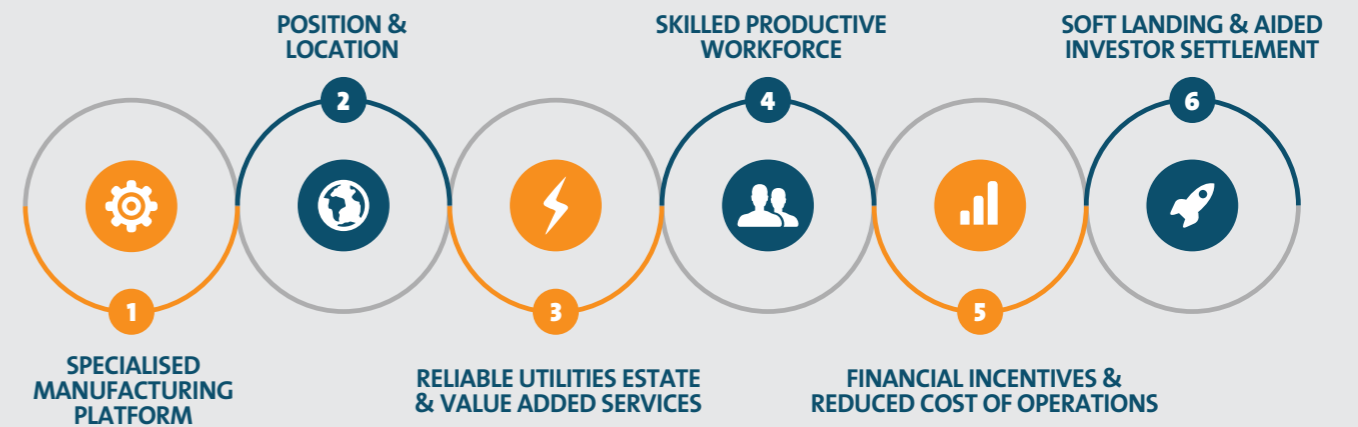 1
SPECIALISED
MANUFACTURING
PLATFORM
POSITION &
LOCATION
2
3
RELIABLE UTILITIES ESTATE
& VALUE ADDED SERVICES
SKILLED PRODUCTIVE
WORKFORCE
4
5
FINANCIAL INCENTIVES &
REDUCED COST OF OPERATIONS
SOFT LANDING & AIDED
INVESTOR SETTLEMENT
6